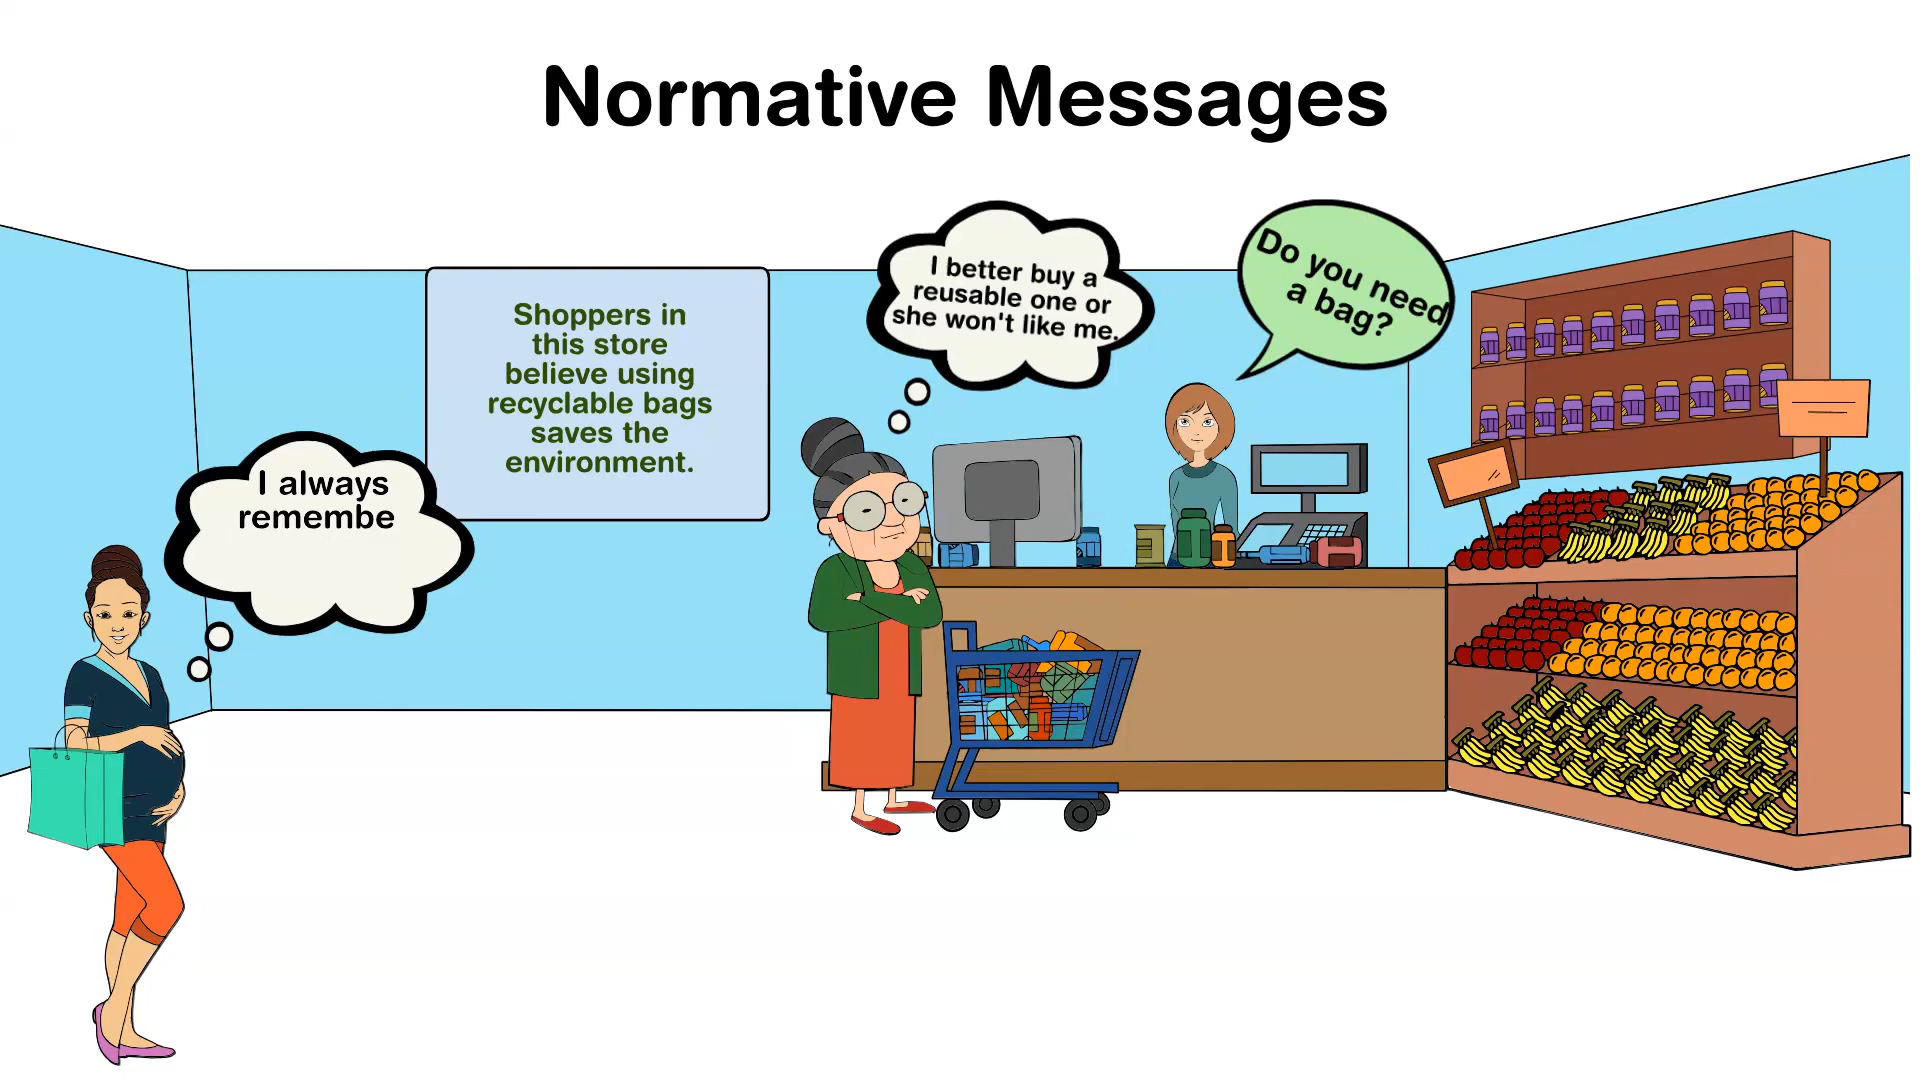 Normative Messages
Shoppers in
this store
believe using
recyclable bags
saves the
environment.
I better buy a
reusable one or
she won't like me.
Do you need
a bag?
I always
remembe